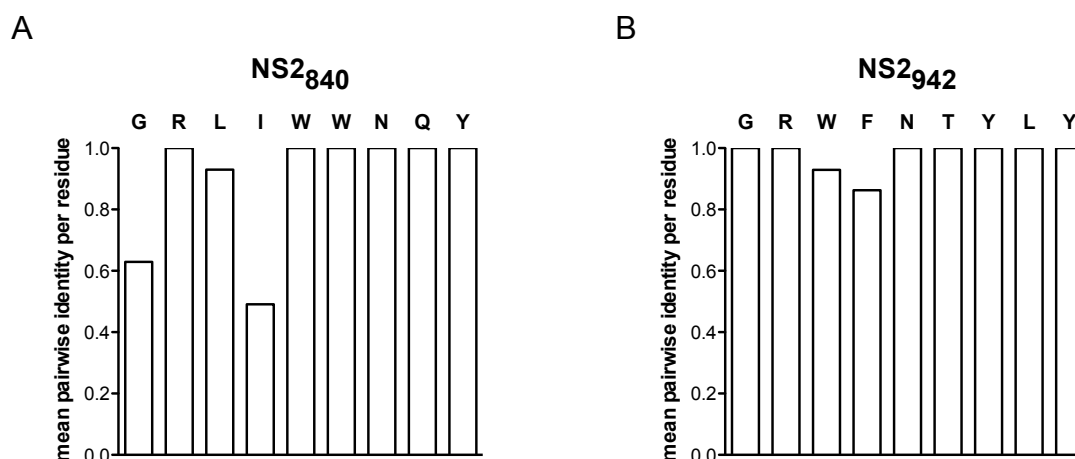 A
NS2840
G R L I W W N Q Y
mean pairwise identity per residue
1.0
0.8
0.6
0.4
0.2
0.0
B
NS2942
G R W F N T Y L Y
mean pairwise identity per residue
1.0
0.8
0.6
0.4
0.2
0.0